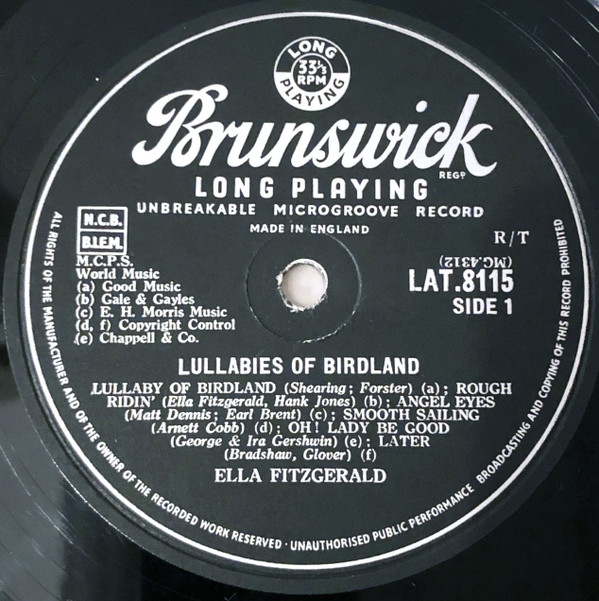 LONG
33⅓
RPM
PLAYING
Brunswick
REGD
LONG PLAYING
UNBREAKABLE MICROGROOVE RECORD
MADE IN ENGLAND
N.C.B.
B.I.E.M.
R/T
(MG.4312)
LAT.8115
SIDE 1
M.C.P.S.
World Music
(a) Good Music
(b) Gale & Gayles
(c) E. H. Morris Music
(d, f) Copyright Control
(e) Chappell & Co.
LULLABIES OF BIRDLAND
LULLABY OF BIRDLAND (Shearing; Forster) (a); ROUGH
RIDIN' (Ella Fitzgerald, Hank Jones) (b); ANGEL EYES
(Matt Dennis; Earl Brent) (c); SMOOTH SAILING
(Arnett Cobb) (d); OH! LADY BE GOOD
(George & Ira Gershwin) (e); LATER
(Bradshaw, Glover) (f)
ELLA FITZGERALD
ALL RIGHTS OF THE MANUFACTURER AND OF THE OWNER OF THE RECORDED WORK RESERVED · UNAUTHORISED PUBLIC PERFORMANCE BROADCASTING AND COPYING OF THIS RECORD PROHIBITED